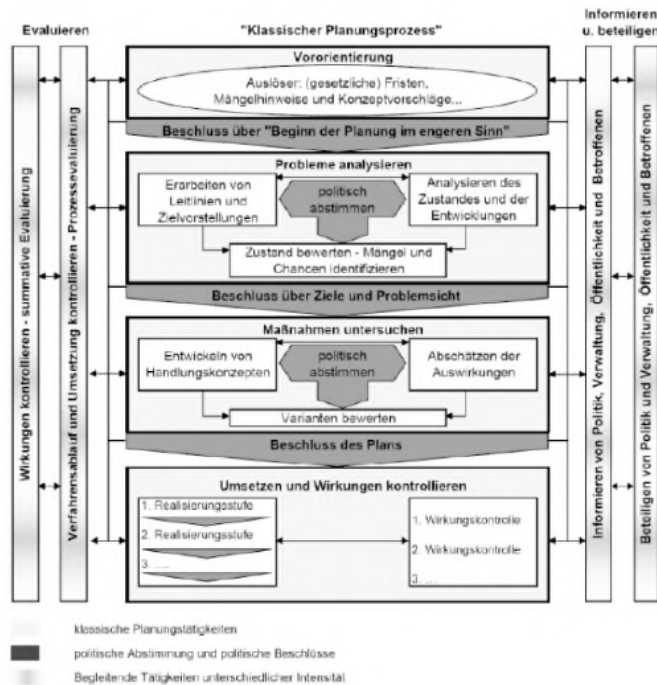 Evaluieren
"Klassischer Planungsprozess"
Informieren
u. beteiligen
Wirkungen kontrollieren - summative Evaluierung
Verfahrensablauf und Umsetzung kontrollieren - Prozessevaluierung
Vororientierung
Auslöser: (gesetzliche) Fristen,
Mängelhinweise und Konzeptvorschläge...
Beschluss über "Beginn der Planung im engeren Sinn"
Probleme analysieren
Erarbeiten von
Leitlinien und
Zielvorstellungen
politisch
abstimmen
Analysieren des
Zustandes und der
Entwicklungen
Zustand bewerten - Mängel und
Chancen identifizieren
Beschluss über Ziele und Problemsicht
Maßnahmen untersuchen
Entwickeln von
Handlungskonzepten
politisch
abstimmen
Abschätzen der
Auswirkungen
Varianten bewerten
Beschluss des Plans
Umsetzen und Wirkungen kontrollieren
1. Realisierungsstufe
2. Realisierungsstufe
3. .....
1. Wirkungskontrolle
2. Wirkungskontrolle
3. ....
Informieren von Politik, Verwaltung, Öffentlichkeit und Betroffenen
Beteiligen von Politik und Verwaltung, Öffentlichkeit und Betroffenen
klassische Planungstätigkeiten
politische Abstimmung und politische Beschlüsse
Begleitende Tätigkeiten unterschiedlicher Intensität